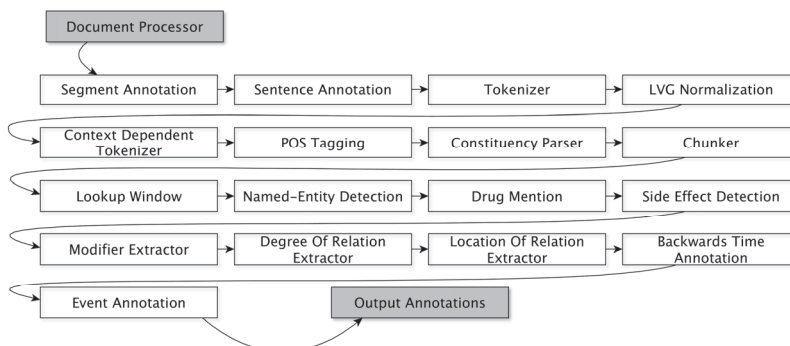 Document Processor
Segment Annotation
Sentence Annotation
Tokenizer
LVG Normalization
Context Dependent
Tokenizer
POS Tagging
Constituency Parser
Chunker
Lookup Window
Named-Entity Detection
Drug Mention
Side Effect Detection
Modifier Extractor
Degree Of Relation
Extractor
Location Of Relation
Extractor
Backwards Time
Annotation
Event Annotation
Output Annotations